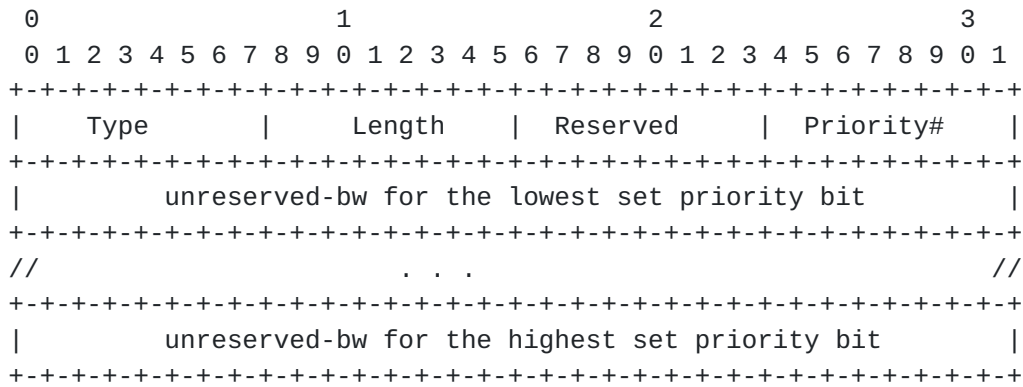 0                   1                   2                   3
 0 1 2 3 4 5 6 7 8 9 0 1 2 3 4 5 6 7 8 9 0 1 2 3 4 5 6 7 8 9 0 1
+-+-+-+-+-+-+-+-+-+-+-+-+-+-+-+-+-+-+-+-+-+-+-+-+-+-+-+-+-+-+-+-+
|    Type       |     Length    |  Reserved     |  Priority#    |
+-+-+-+-+-+-+-+-+-+-+-+-+-+-+-+-+-+-+-+-+-+-+-+-+-+-+-+-+-+-+-+-+
|         unreserved-bw for the lowest set priority bit         |
+-+-+-+-+-+-+-+-+-+-+-+-+-+-+-+-+-+-+-+-+-+-+-+-+-+-+-+-+-+-+-+-+
//                       . . .                                 //
+-+-+-+-+-+-+-+-+-+-+-+-+-+-+-+-+-+-+-+-+-+-+-+-+-+-+-+-+-+-+-+-+
|         unreserved-bw for the highest set priority bit        |
+-+-+-+-+-+-+-+-+-+-+-+-+-+-+-+-+-+-+-+-+-+-+-+-+-+-+-+-+-+-+-+-+